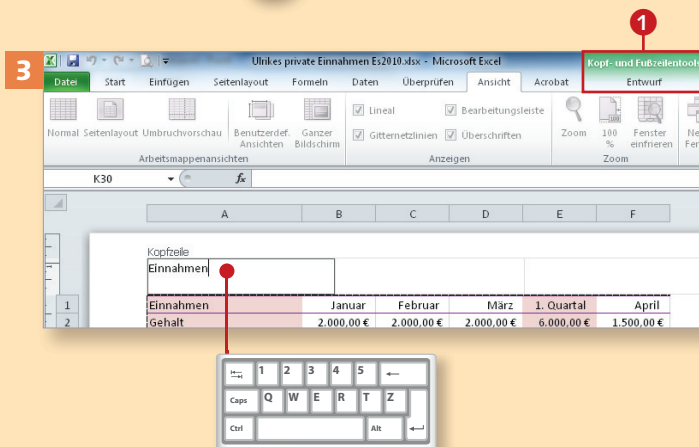 1
3
Ulrikes private Einnahmen Es2010.xlsx - Microsoft Excel
Kopf- und Fußzeilentools
Datei Start Einfügen Seitenlayout Formeln Daten Überprüfen Ansicht Acrobat Entwurf
Normal Seitenlayout Umbruchvorschau Benutzerdef. Ansichten Ganzer Bildschirm
Lineal Bearbeitungsleiste
Gitternetzlinien Überschriften
Zoom 100 % Fenster einfrieren
Arbeitsmappenansichten Anzeigen Zoom
K30 fx
A B C D E F
Kopfzeile
Einnahmen
1 Einnahmen Januar Februar März 1. Quartal April
2 Gehalt 2.000,00 € 2.000,00 € 2.000,00 € 6.000,00 € 1.500,00 €
1 2 3 4 5
Caps Q W E R T Z
Ctrl Alt